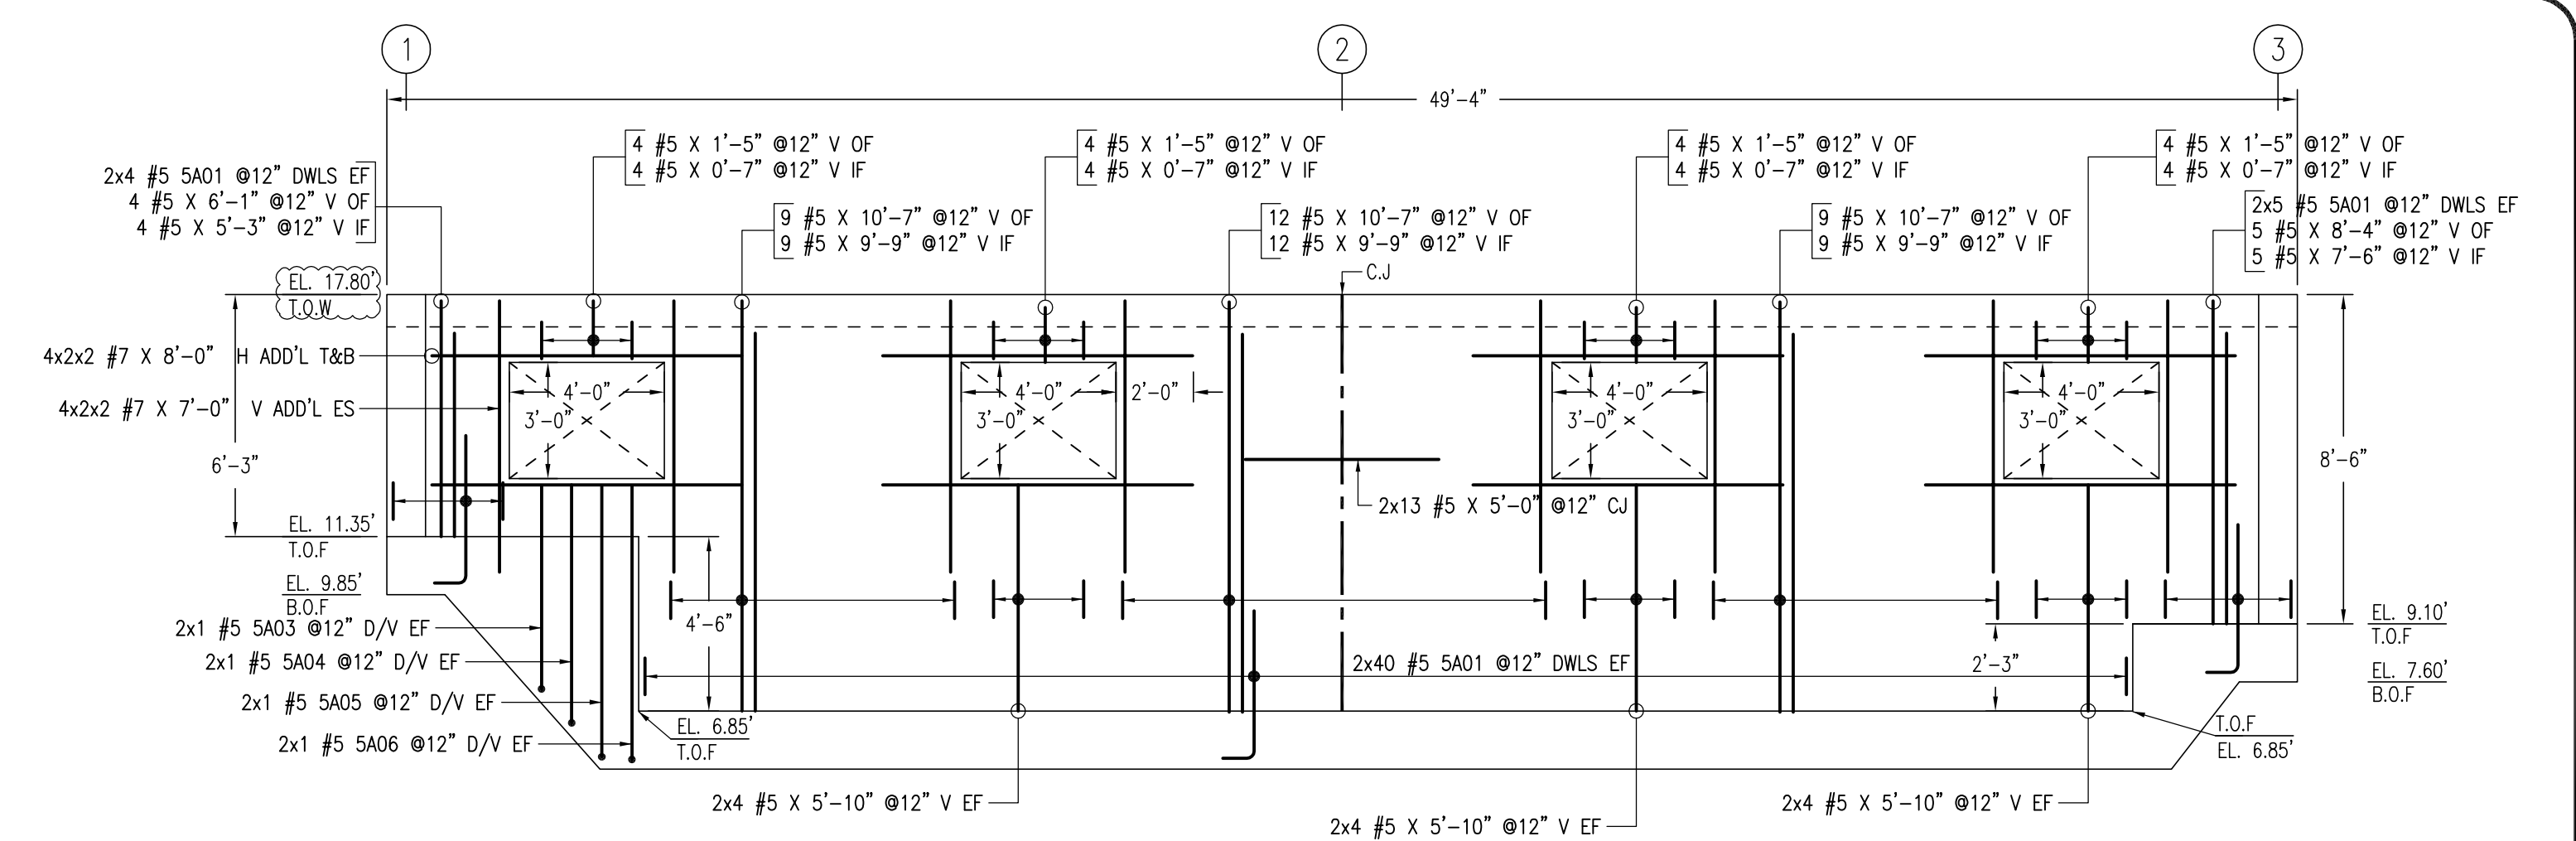 1
2
3
49'-4"
4 #5 X 1'-5" @12" V OF
4 #5 X 0'-7" @12" V IF
4 #5 X 1'-5" @12" V OF
4 #5 X 0'-7" @12" V IF
4 #5 X 1'-5" @12" V OF
4 #5 X 0'-7" @12" V IF
4 #5 X 1'-5" @12" V OF
4 #5 X 0'-7" @12" V IF
2x4 #5 5A01 @12" DWLS EF
4 #5 X 6'-1" @12" V OF
4 #5 X 5'-3" @12" V IF
9 #5 X 10'-7" @12" V OF
9 #5 X 9'-9" @12" V IF
12 #5 X 10'-7" @12" V OF
12 #5 X 9'-9" @12" V IF
9 #5 X 10'-7" @12" V OF
9 #5 X 9'-9" @12" V IF
2x5 #5 5A01 @12" DWLS EF
5 #5 X 8'-4" @12" V OF
5 #5 X 7'-6" @12" V IF
EL. 17.80'
T.O.W
C.J
4x2x2 #7 X 8'-0" H ADD'L T&B
4x2x2 #7 X 7'-0" V ADD'L ES
4'-0"
3'-0"
4'-0"
3'-0"
2'-0"
4'-0"
3'-0"
4'-0"
3'-0"
6'-3"
8'-6"
2x13 #5 X 5'-0" @12" CJ
EL. 11.35'
T.O.F
EL. 9.85'
B.O.F
EL. 9.10'
T.O.F
EL. 7.60'
B.O.F
4'-6"
2'-3"
2x1 #5 5A03 @12" D/V EF
2x1 #5 5A04 @12" D/V EF
2x1 #5 5A05 @12" D/V EF
2x1 #5 5A06 @12" D/V EF
2x40 #5 5A01 @12" DWLS EF
EL. 6.85'
T.O.F
T.O.F
EL. 6.85'
2x4 #5 X 5'-10" @12" V EF
2x4 #5 X 5'-10" @12" V EF
2x4 #5 X 5'-10" @12" V EF